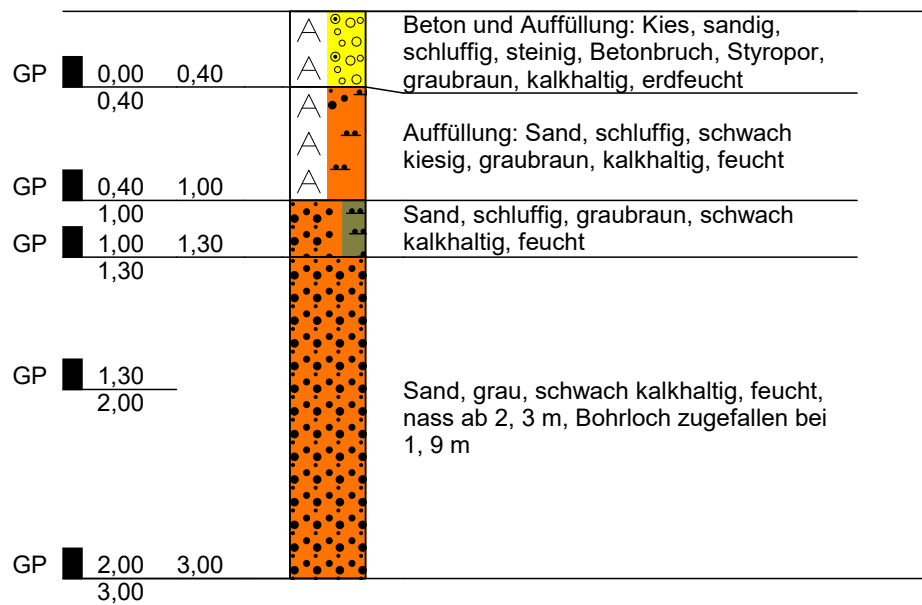 Beton und Auffüllung: Kies, sandig,
schluffig, steinig, Betonbruch, Styropor,
graubraun, kalkhaltig, erdfeucht
A
A
GP 0,00 0,40
0,40
A
A
A
Auffüllung: Sand, schluffig, schwach
kiesig, graubraun, kalkhaltig, feucht
GP 0,40 1,00
1,00
Sand, schluffig, graubraun, schwach
kalkhaltig, feucht
GP 1,00 1,30
1,30
GP 1,30
2,00
Sand, grau, schwach kalkhaltig, feucht,
nass ab 2, 3 m, Bohrloch zugefallen bei
1, 9 m
GP 2,00 3,00
3,00